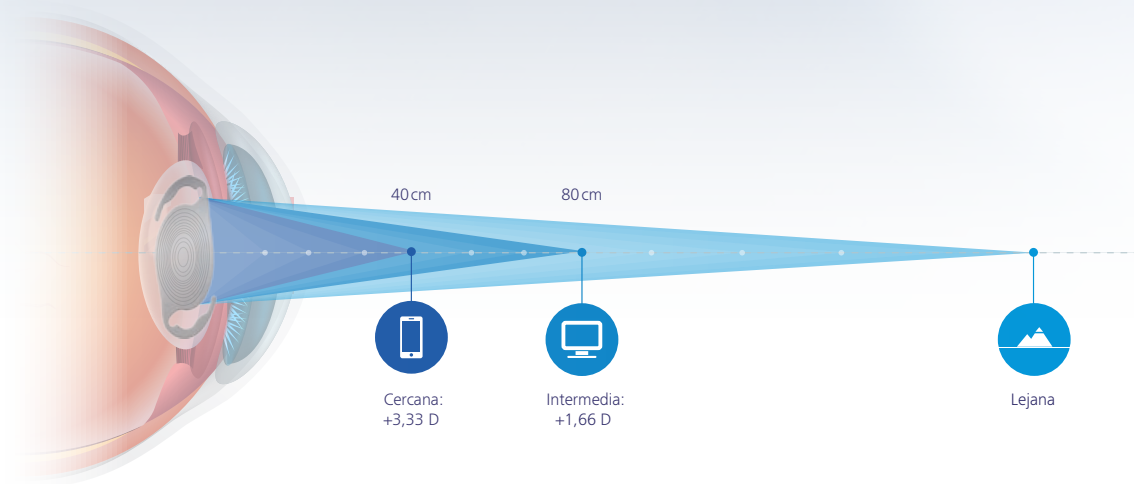 40 cm
80 cm
Cercana:
+3,33 D
Intermedia:
+1,66 D
Lejana